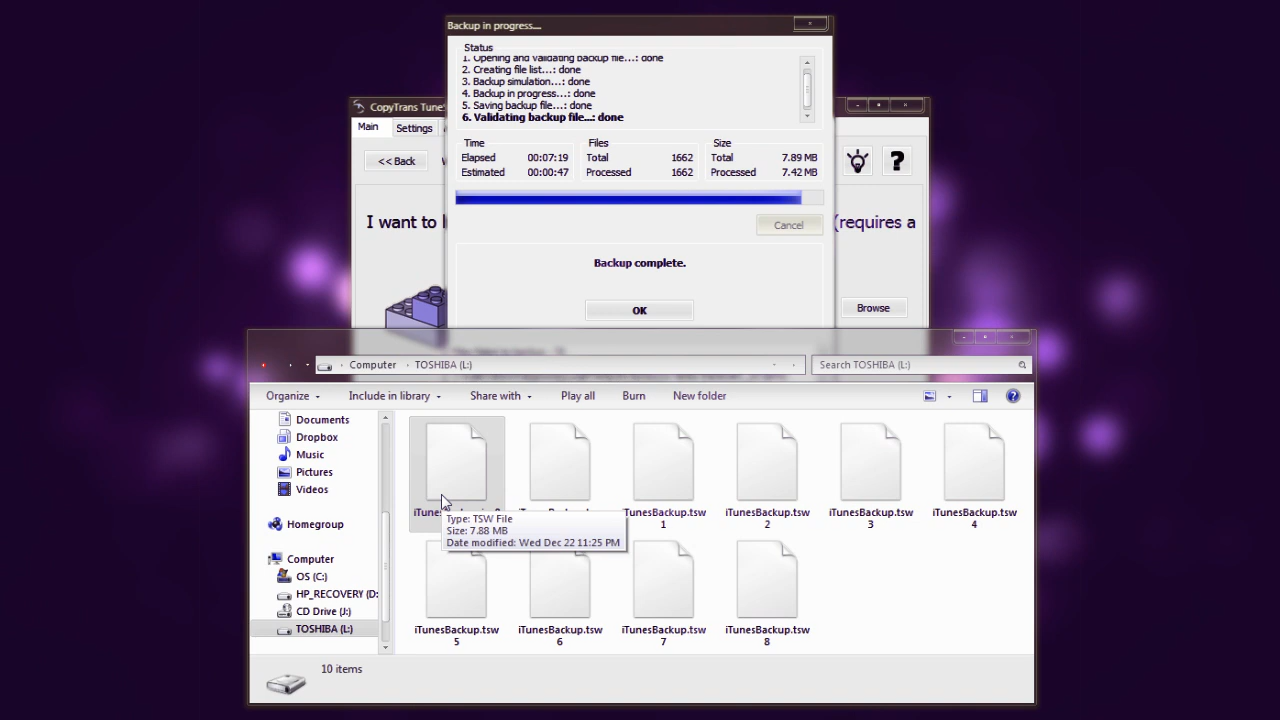 Backup in progress....
Status
1. Opening and validating backup file...: done
2. Creating file list...: done
3. Backup simulation...: done
4. Backup in progress...: done
5. Saving backup file...: done
6. Validating backup file...: done
Time
Elapsed 00:07:19
Estimated 00:00:47
Files
Total 1662
Processed 1662
Size
Total 7.89 MB
Processed 7.42 MB
Cancel
Backup complete.
OK
CopyTrans
Main
Settings
<< Back
?
I want to
(requires a
Browse
Computer
TOSHIBA (L:)
Search TOSHIBA (L:)
Organize
Include in library
Share with
Play all
Burn
New folder
Documents
Dropbox
Music
Pictures
Videos
Homegroup
Computer
OS (C:)
HP_RECOVERY (D:
CD Drive (J:)
TOSHIBA (L:)
Type: TSW File
Size: 7.88 MB
Date modified: Wed Dec 22 11:25 PM
iTunesBackup.tsw
1
iTunesBackup.tsw
2
iTunesBackup.tsw
3
iTunesBackup.tsw
4
iTunesBackup.tsw
5
iTunesBackup.tsw
6
iTunesBackup.tsw
7
iTunesBackup.tsw
8
10 items